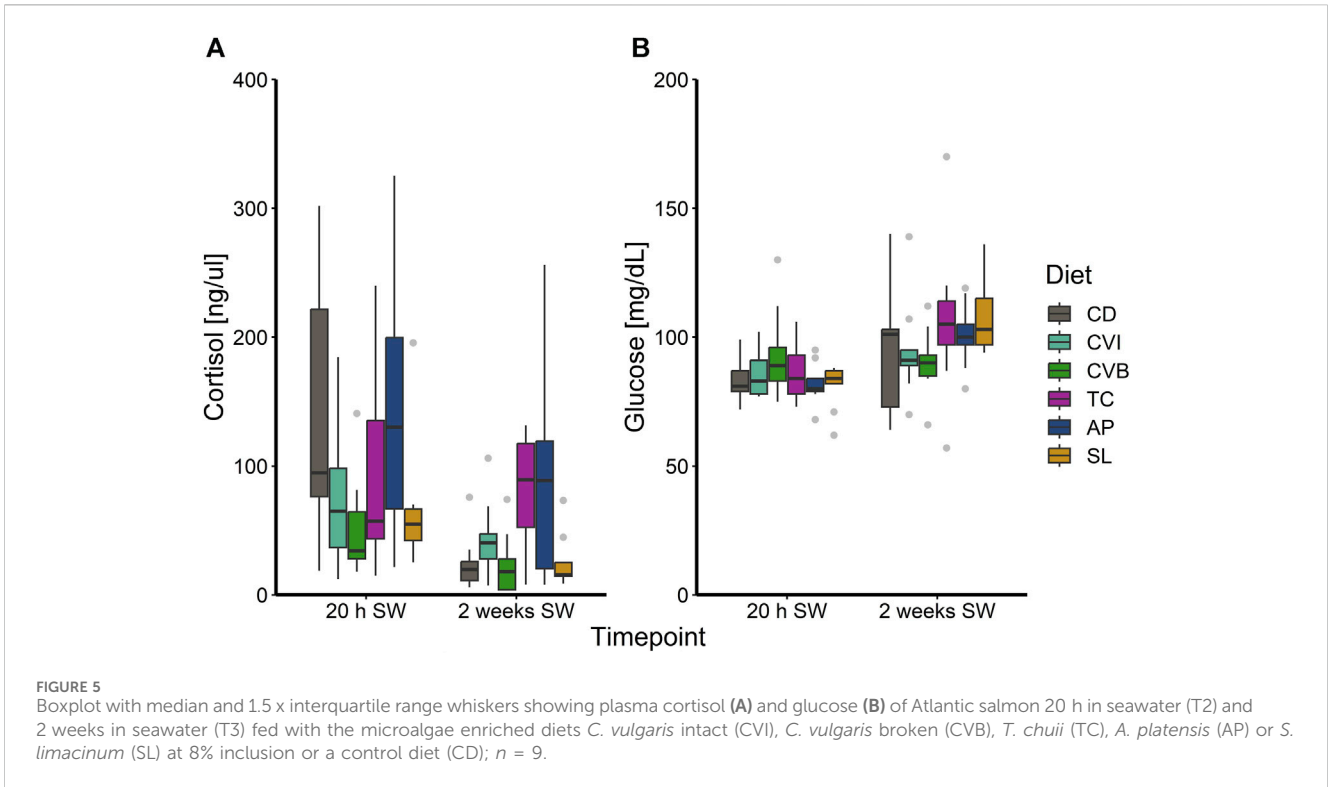 A
B
400
300
200
100
0
Cortisol [ng/ul]
20 h SW
2 weeks SW
200
150
100
50
0
Glucose [mg/dL]
20 h SW
2 weeks SW
Timepoint
Diet
CD
CVI
CVB
TC
AP
SL
FIGURE 5
Boxplot with median and 1.5 x interquartile range whiskers showing plasma cortisol (A) and glucose (B) of Atlantic salmon 20 h in seawater (T2) and
2 weeks in seawater (T3) fed with the microalgae enriched diets C. vulgaris intact (CVI), C. vulgaris broken (CVB), T. chuii (TC), A. platensis (AP) or S.
limacinum (SL) at 8% inclusion or a control diet (CD); n = 9.